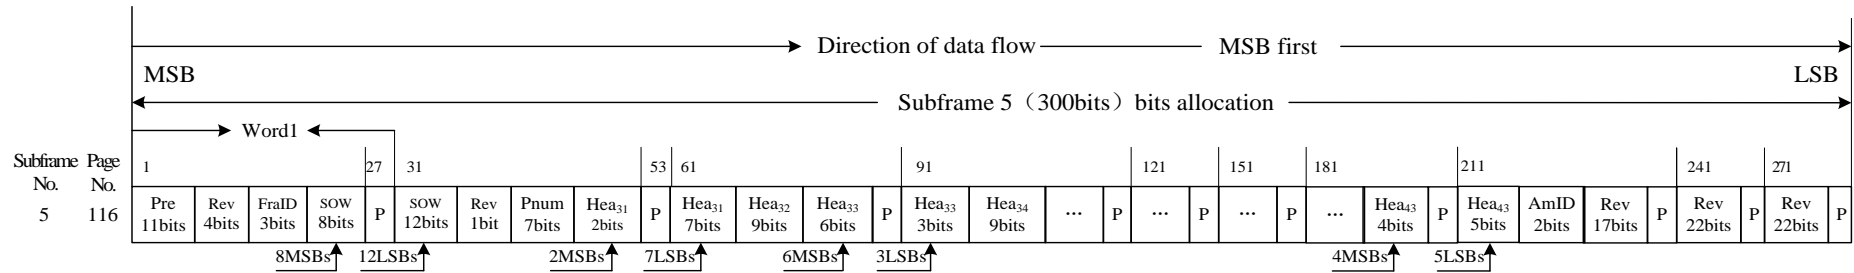 Direction of data flow MSB first
MSB LSB
Subframe 5（300bits）bits allocation
Word1
Subframe No. Page No.
1 27 31 53 61 91 121 151 181 211 241 271
5 116
Pre 11bits
Rev 4bits
FraID 3bits
SOW 8bits
P
SOW 12bits
Rev 1bit
Pnum 7bits
Hea31 2bits
P
Hea31 7bits
Hea32 9bits
Hea33 6bits
P
Hea33 3bits
Hea34 9bits
...
P
...
P
...
P
...
Hea43 4bits
P
Hea43 5bits
AmID 2bits
Rev 17bits
P
Rev 22bits
P
Rev 22bits
P
8MSBs 12LSBs 2MSBs 7LSBs 6MSBs 3LSBs 4MSBs 5LSBs